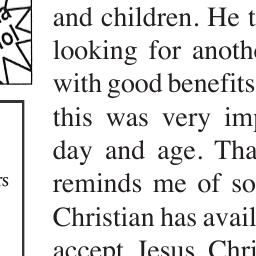 and children. He t
looking for anothe
with good benefits
this was very imp
day and age. Tha
reminds me of so
Christian has avail
accept Jesus Chri